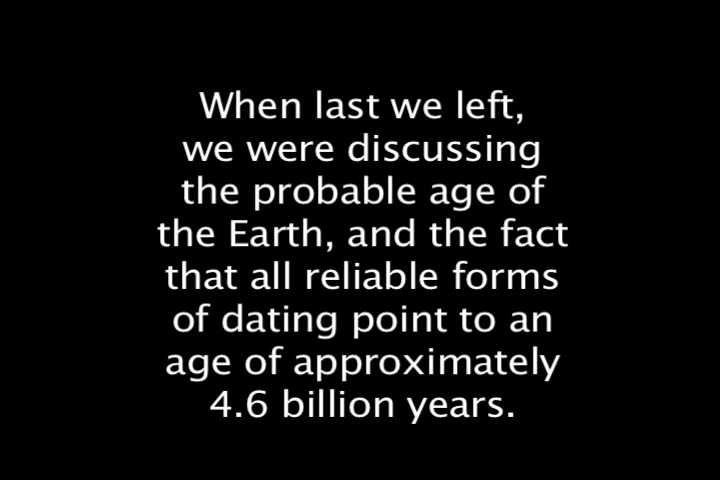 When last we left,
we were discussing
the probable age of
the Earth, and the fact
that all reliable forms
of dating point to an
age of approximately
4.6 billion years.